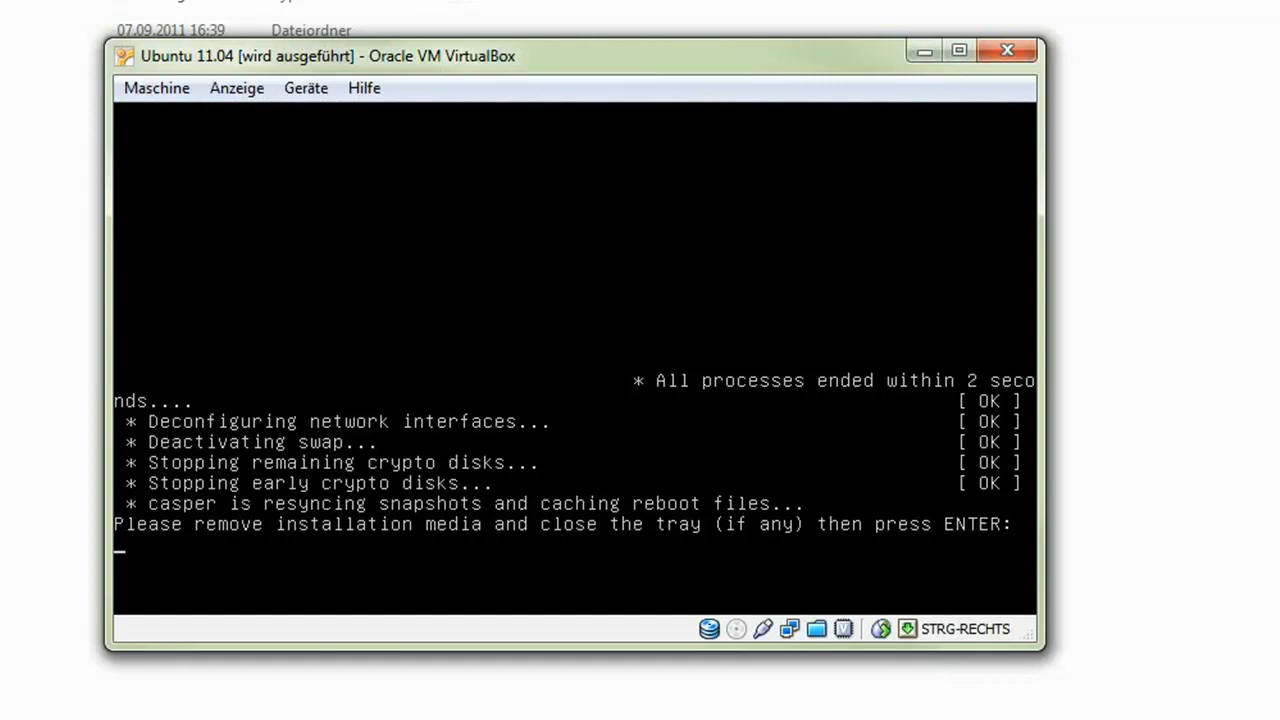 07.09.2011 16:39 Dateiordner
Ubuntu 11.04 [wird ausgeführt] - Oracle VM VirtualBox
Maschine Anzeige Geräte Hilfe
* All processes ended within 2 seco
nds.... [ OK ]
* Deconfiguring network interfaces... [ OK ]
* Deactivating swap... [ OK ]
* Stopping remaining crypto disks... [ OK ]
* Stopping early crypto disks... [ OK ]
* casper is resyncing snapshots and caching reboot files...
Please remove installation media and close the tray (if any) then press ENTER:
STRG-RECHTS